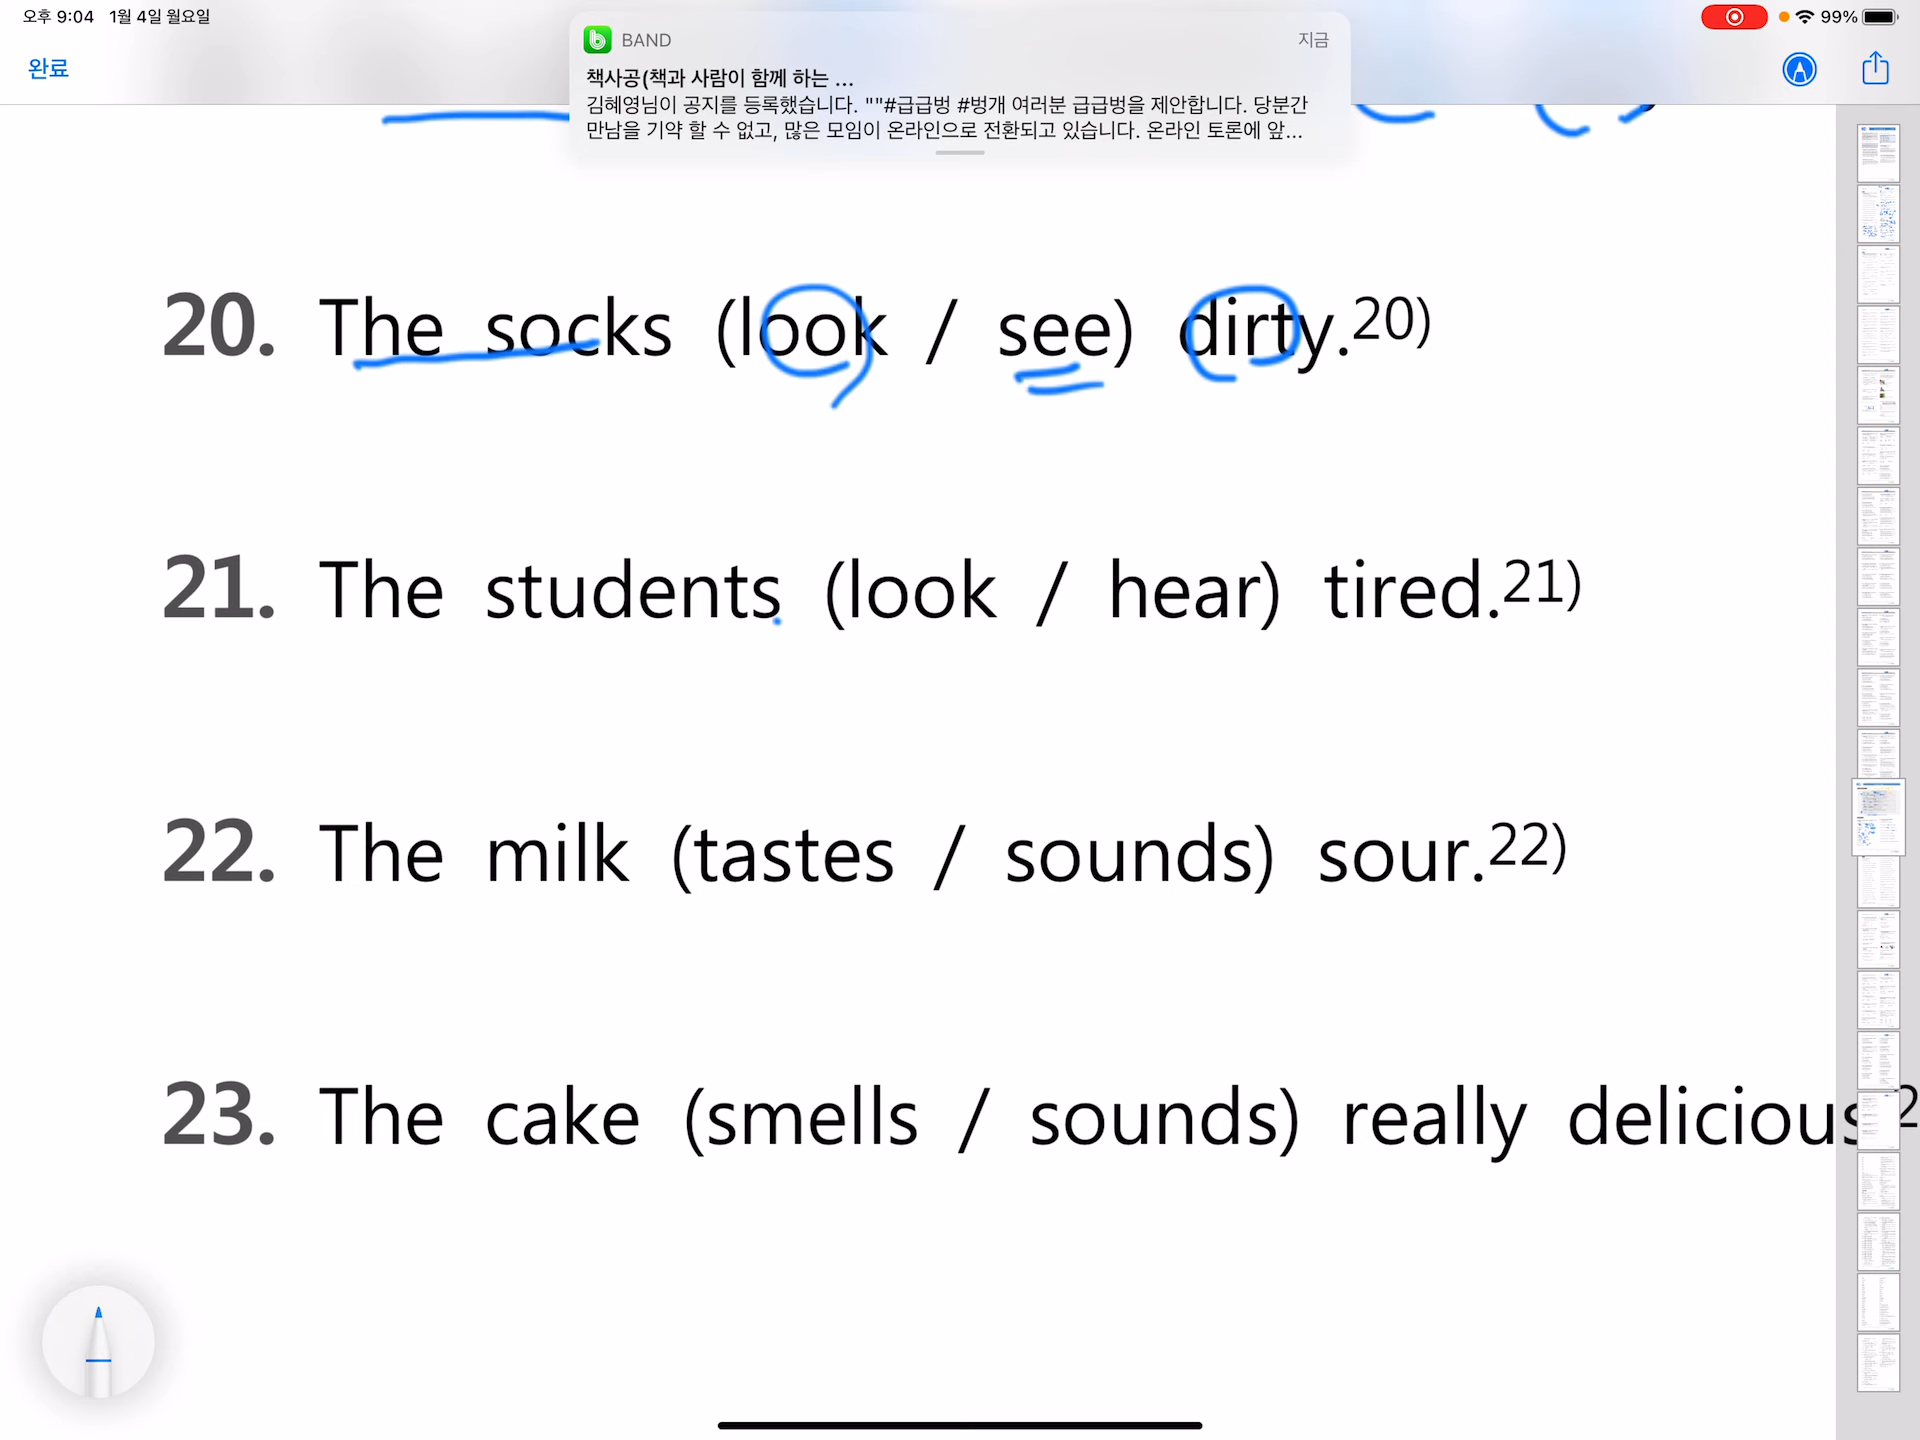 오후 9:04 1월 4일 월요일
99%
BAND
지금
완료
책사공(책과 사람이 함께 하는 ...
김혜영님이 공지를 등록했습니다. ""#급급벙 #벙개 여러분 급급벙을 제안합니다. 당분간
만남을 기약 할 수 없고, 많은 모임이 온라인으로 전환되고 있습니다. 온라인 토론에 앞...
20. The socks (look / see) dirty.20)
21. The students (look / hear) tired.21)
22. The milk (tastes / sounds) sour.22)
23. The cake (smells / sounds) really delicious 2